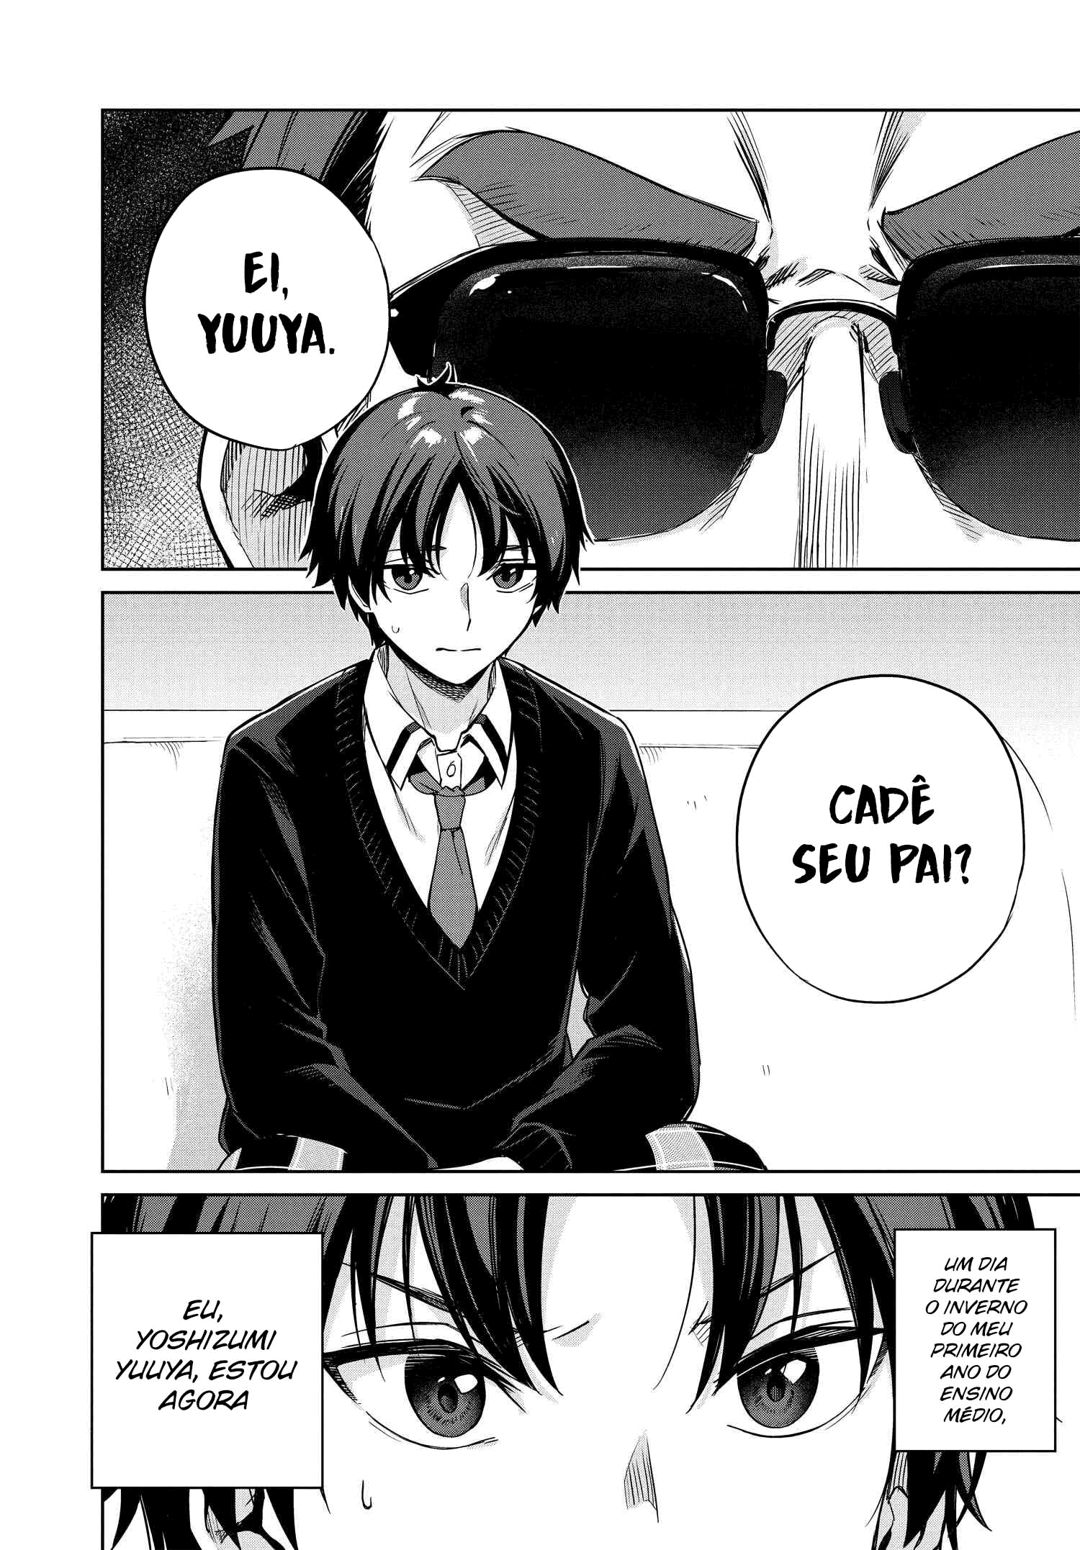 EI,
YUUYA.
CADÊ
SEU PAI?
UM DIA
DURANTE
O INVERNO
DO MEU
PRIMEIRO
ANO DO
ENSINO
MÉDIO,
EU,
YOSHIZUMI
YUUYA, ESTOU
AGORA